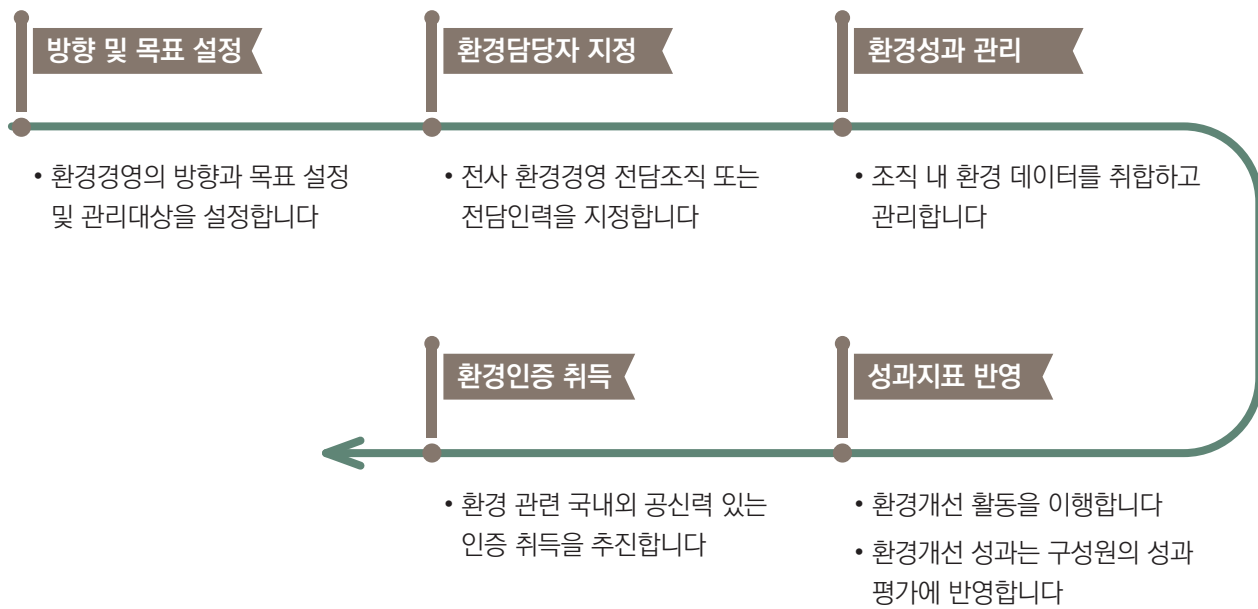 방향 및 목표 설정
• 환경경영의 방향과 목표 설정
및 관리대상을 설정합니다
환경담당자 지정
• 전사 환경경영 전담조직 또는
전담인력을 지정합니다
환경성과 관리
• 조직 내 환경 데이터를 취합하고
관리합니다
성과지표 반영
• 환경개선 활동을 이행합니다
• 환경개선 성과는 구성원의 성과
평가에 반영합니다
환경인증 취득
• 환경 관련 국내외 공신력 있는
인증 취득을 추진합니다